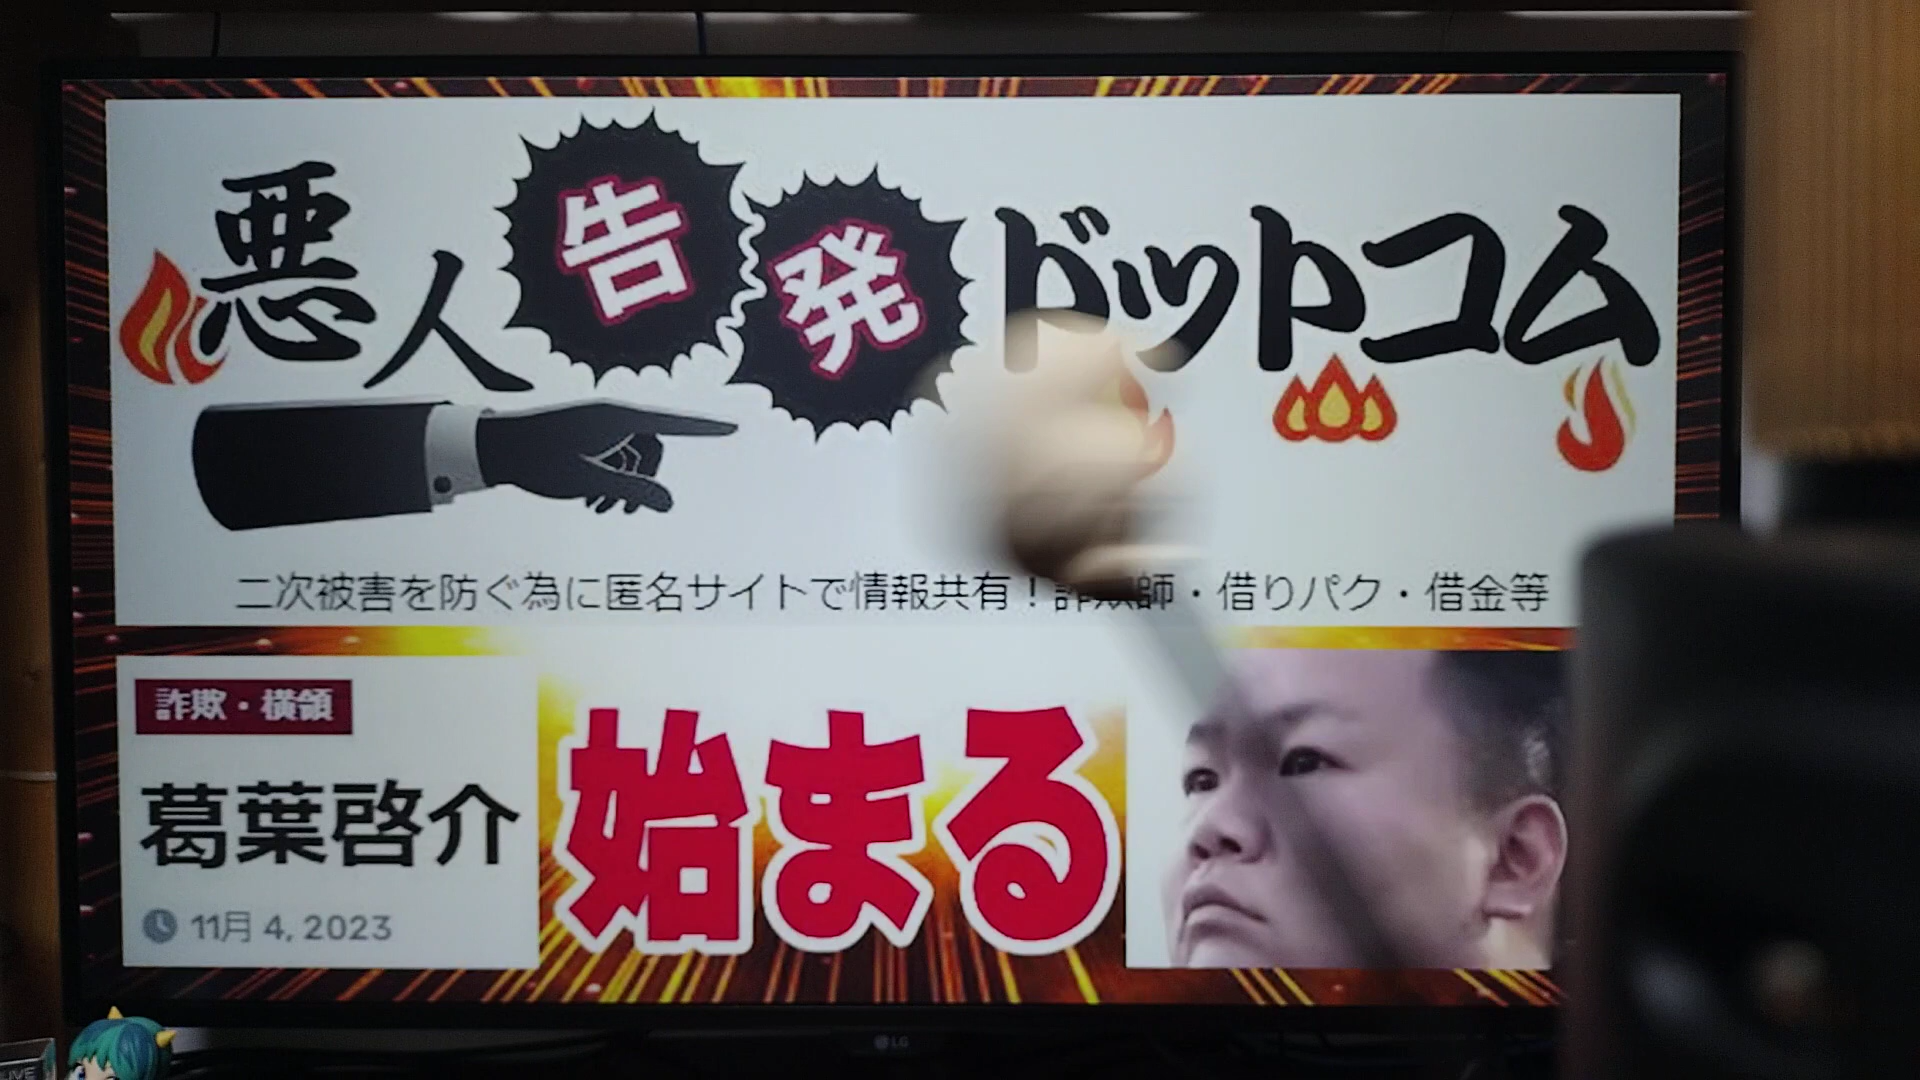 悪人告発ドットコム
二次被害を防ぐ為に匿名サイトで情報共有！詐欺師・借りパク・借金等
詐欺・横領
葛葉啓介
11月 4, 2023
始まる
LG